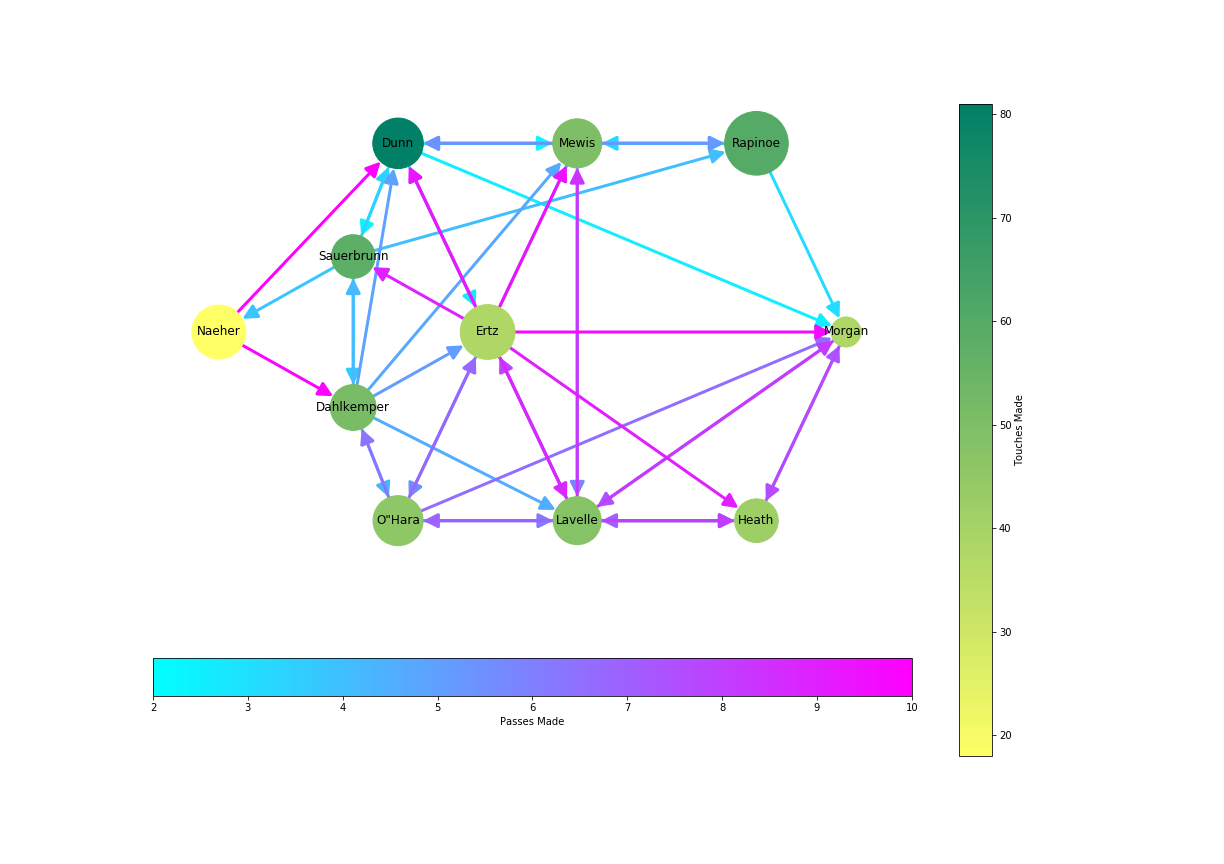 Dunn
Mewis
Rapinoe
Sauerbrunn
Naeher
Ertz
Morgan
Dahlkemper
O"Hara
Lavelle
Heath
2 3 4 5 6 7 8 9 10
Passes Made
80
70
60
50
40
30
20
Touches Made